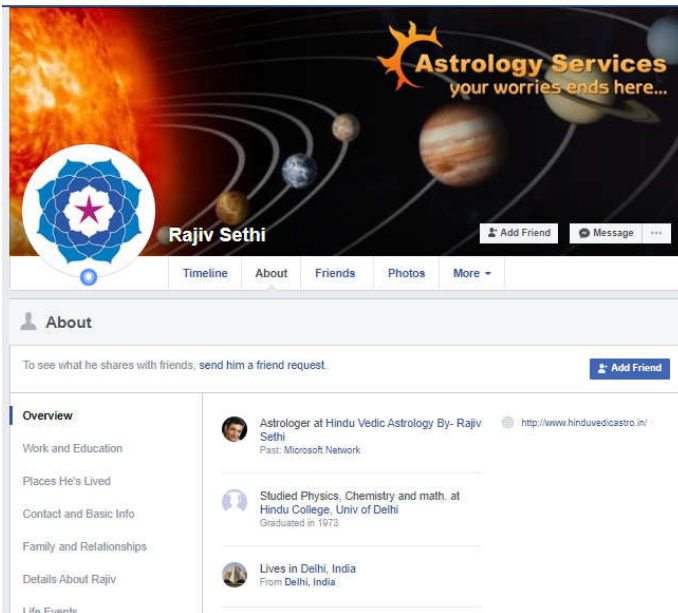 Astrology Services
your worries ends here...
Rajiv Sethi
Add Friend
Message
...
Timeline
About
Friends
Photos
More
About
To see what he shares with friends, send him a friend request.
Add Friend
Overview
Work and Education
Places He's Lived
Contact and Basic Info
Family and Relationships
Details About Rajiv
Life Events
Astrologer at Hindu Vedic Astrology By- Rajiv
Sethi
Past: Microsoft Network
http://www.hinduvedicastro.in/
Studied Physics, Chemistry and math. at
Hindu College, Univ of Delhi
Graduated in 1973
Lives in Delhi, India
From Delhi, India